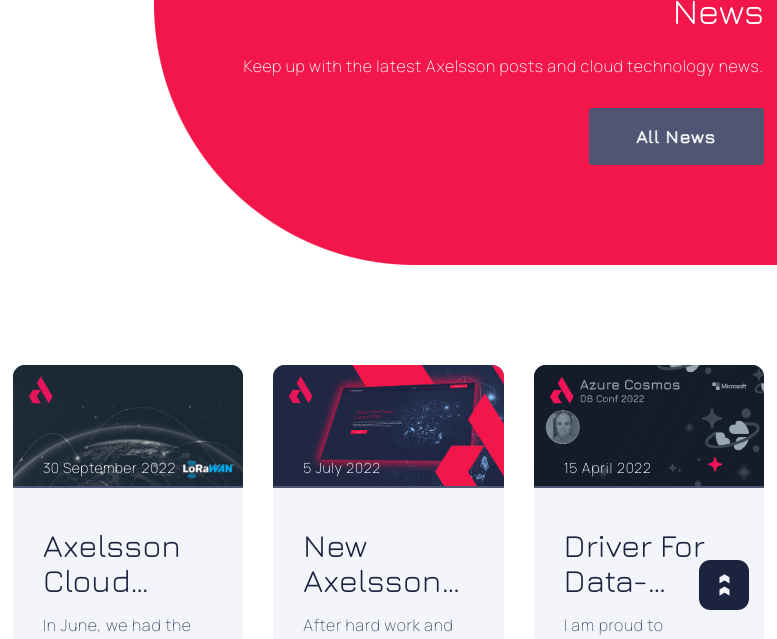 News
Keep up with the latest Axelsson posts and cloud technology news.
All News
30 September 2022
LoRaWAN
Axelsson
Cloud...
In June, we had the
5 July 2022
New
Axelsson...
After hard work and
Azure Cosmos
DB Conf 2022
Microsoft
15 April 2022
Driver For
Data-...
I am proud to